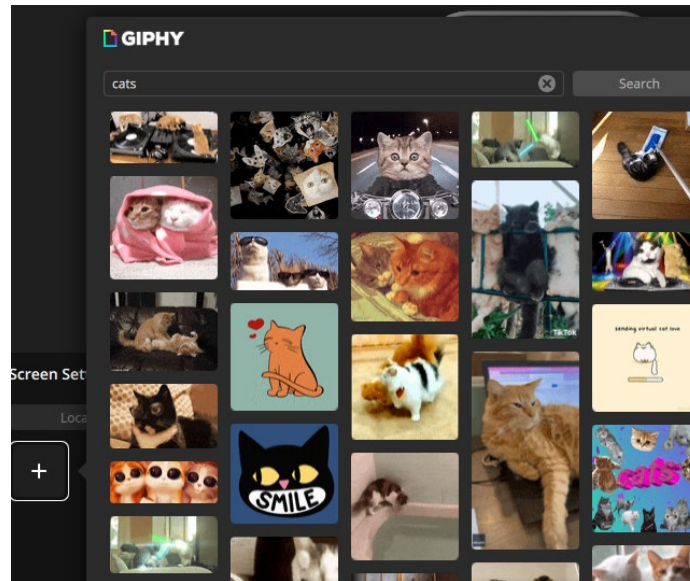 GIPHY
cats
Search
TikTok
sending virtual cat love
Screen Set
Loca
SMILE
cats